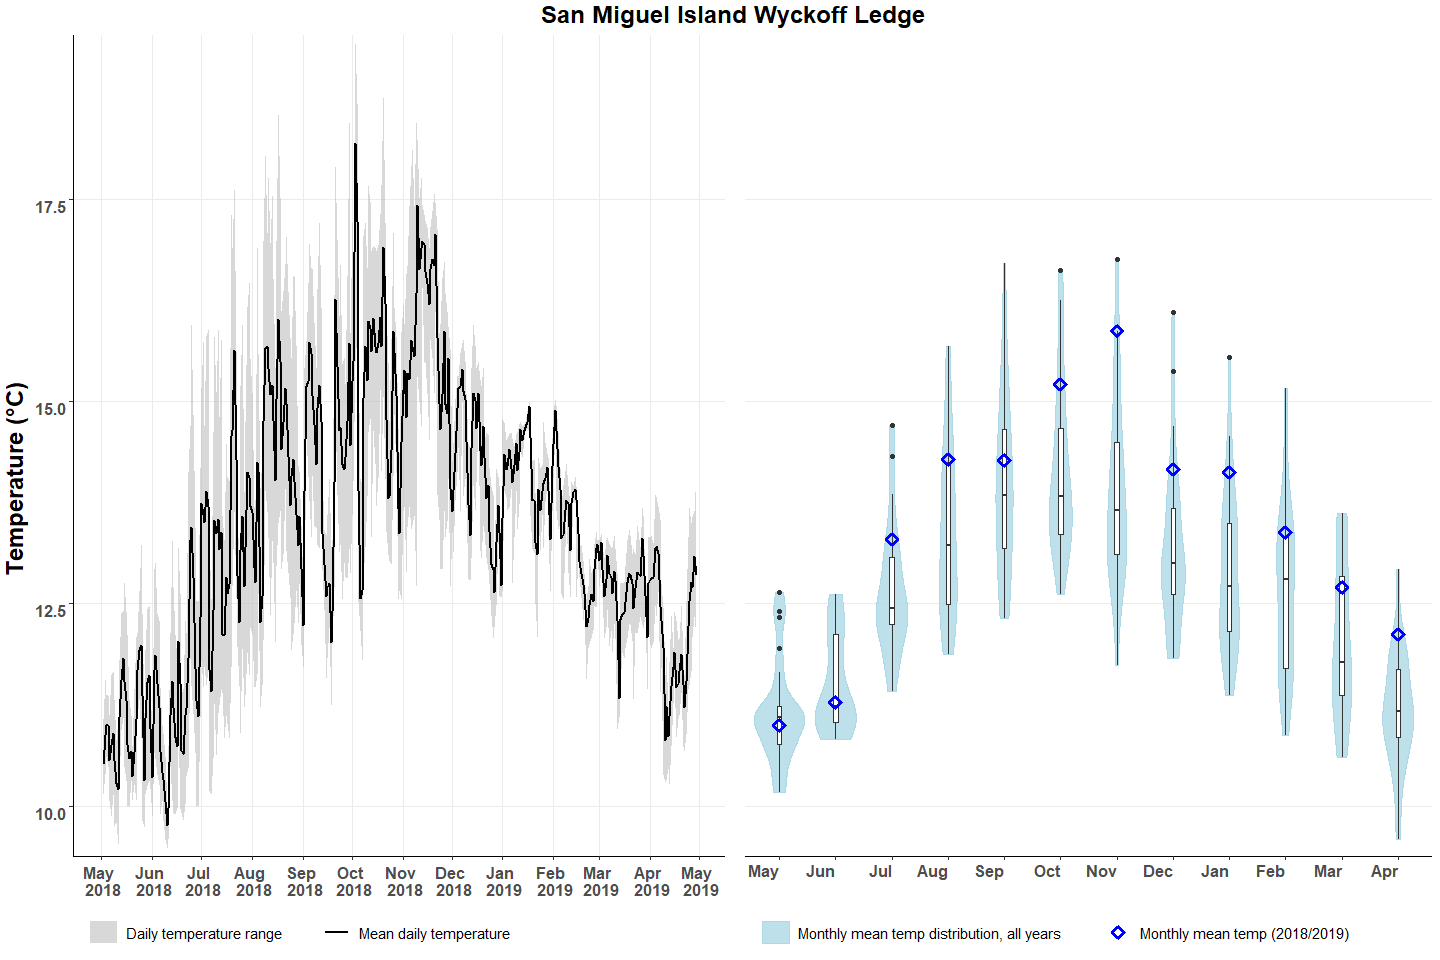 San Miguel Island Wyckoff Ledge
Temperature (°C)
17.5
15.0
12.5
10.0
May Jun Jul Aug Sep Oct Nov Dec Jan Feb Mar Apr May
2018 2018 2018 2018 2018 2018 2018 2018 2019 2019 2019 2019 2019
May Jun Jul Aug Sep Oct Nov Dec Jan Feb Mar Apr
Daily temperature range Mean daily temperature
Monthly mean temp distribution, all years Monthly mean temp (2018/2019)